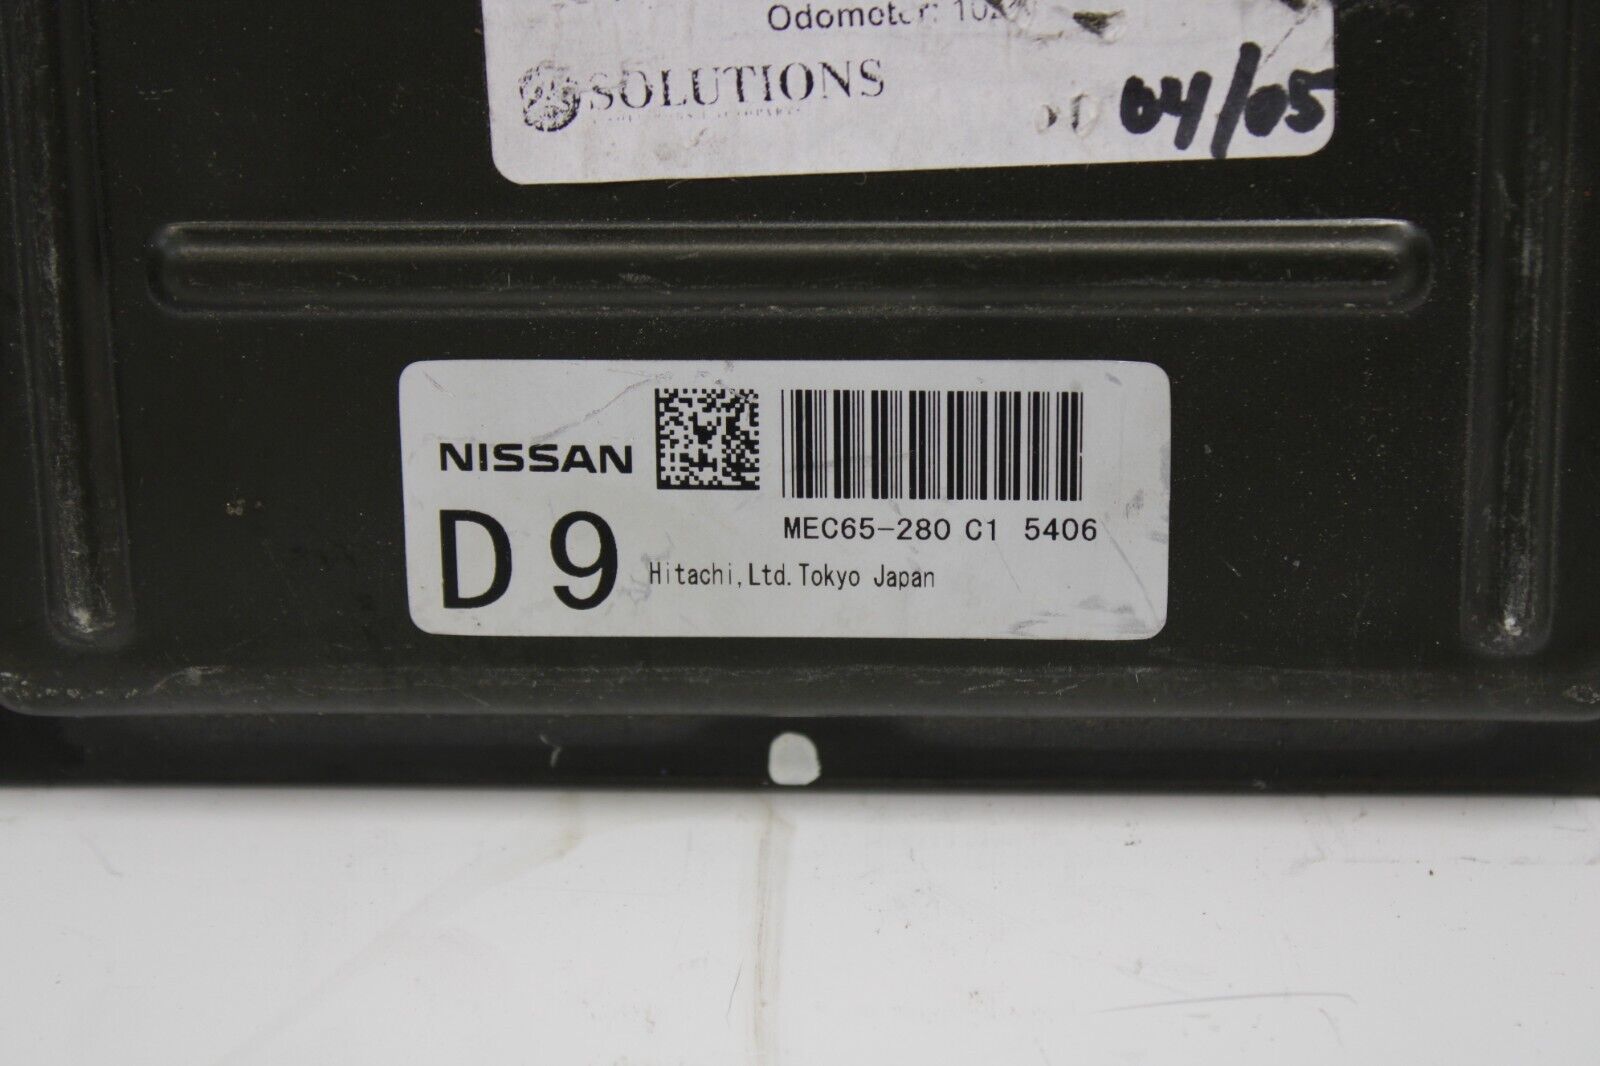 Odometer:
SOLUTIONS
04/05
NISSAN
D9
MEC65-280 C1 5406
Hitachi,Ltd.Tokyo Japan